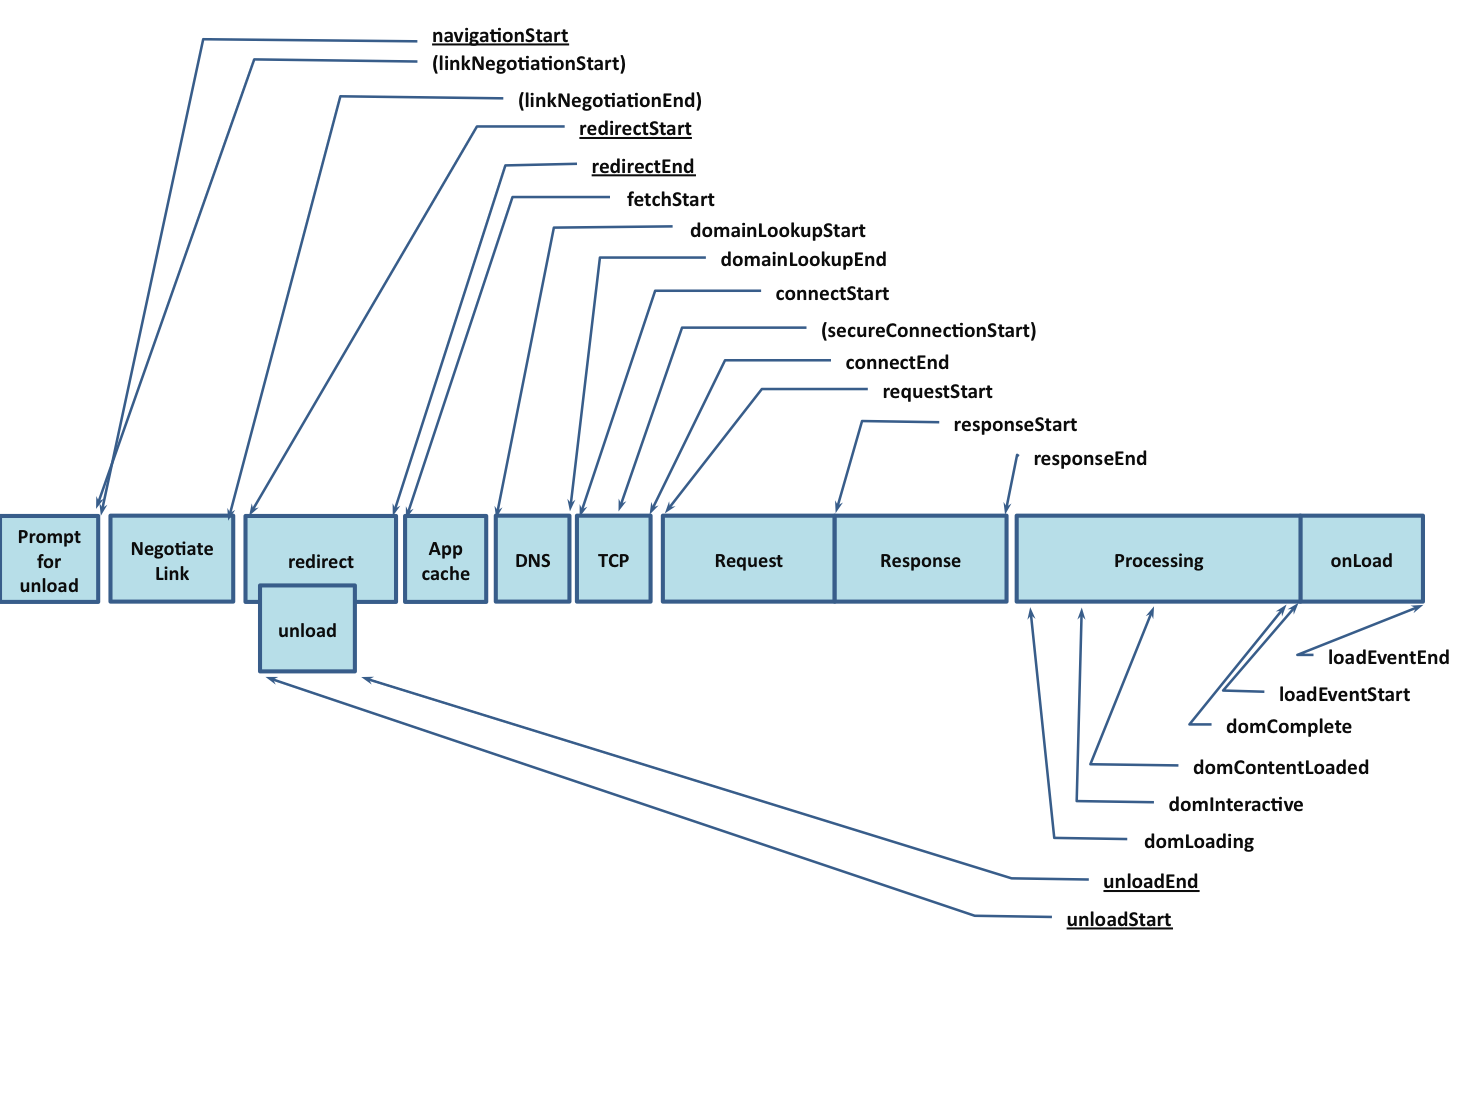 navigationStart
(linkNegotiationStart)
(linkNegotiationEnd)
redirectStart
redirectEnd
fetchStart
domainLookupStart
domainLookupEnd
connectStart
(secureConnectionStart)
connectEnd
requestStart
responseStart
responseEnd
Prompt
for
unload
Negotiate
Link
redirect
App
cache
DNS
TCP
Request
Response
Processing
onLoad
unload
loadEventEnd
loadEventStart
domComplete
domContentLoaded
domInteractive
domLoading
unloadEnd
unloadStart